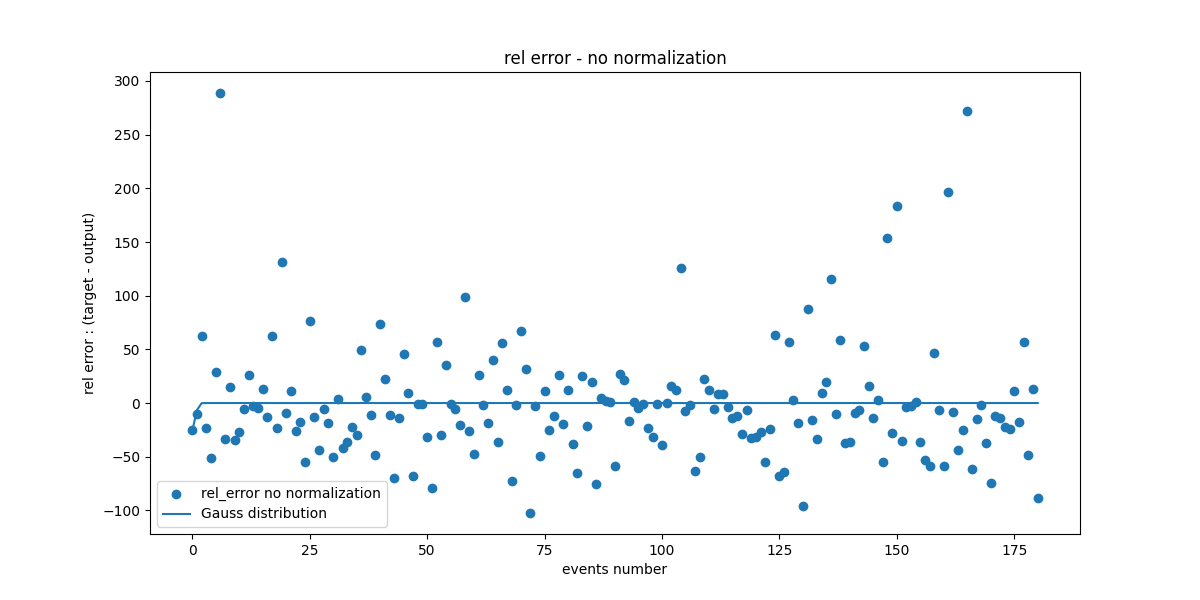 rel error - no normalization
300
250
200
150
100
50
0
−50
−100
rel error : (target - output)
rel_error no normalization
Gauss distribution
0 25 50 75 100 125 150 175
events number